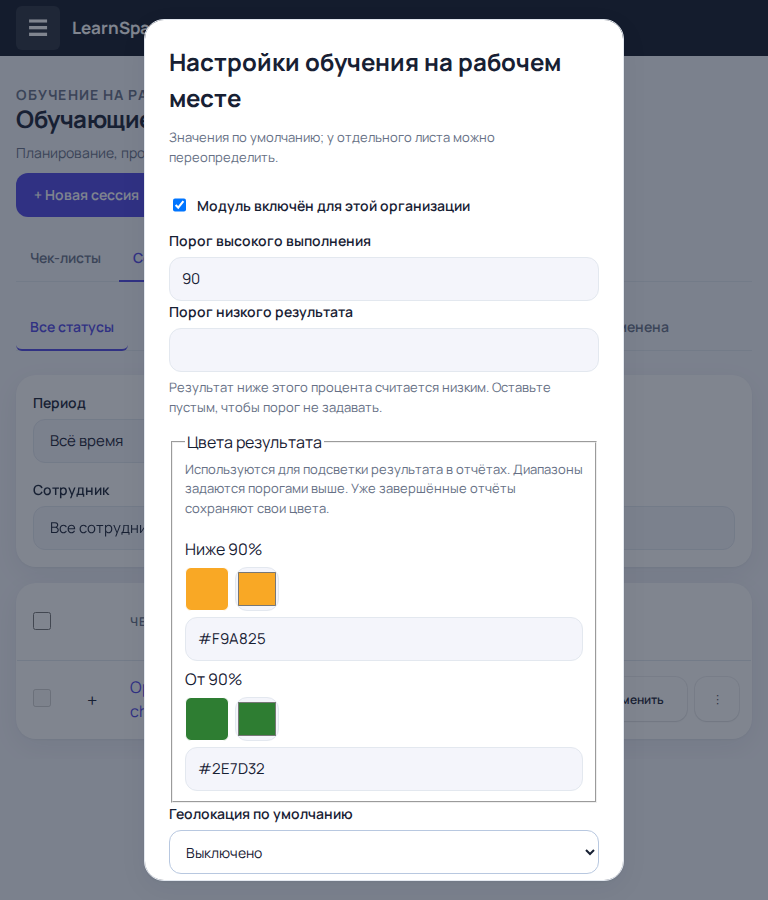 LearnSpa
Настройки обучения на рабочем
месте
Значения по умолчанию; у отдельного листа можно
переопределить.
ОБУЧЕНИЕ НА РА
Обучающие
Планирование, про
+ Новая сессия
Модуль включён для этой организации
Порог высокого выполнения
90
Чек-листы
Порог низкого результата
Все статусы
менена
Результат ниже этого процента считается низким. Оставьте
пустым, чтобы порог не задавать.
Период
Всё время
Цвета результата
Используются для подсветки результата в отчётах. Диапазоны
задаются порогами выше. Уже завершённые отчёты
сохраняют свои цвета.
Сотрудник
Все сотрудни
Ниже 90%
#F9A825
От 90%
+
менить
#2E7D32
Геолокация по умолчанию
Выключено